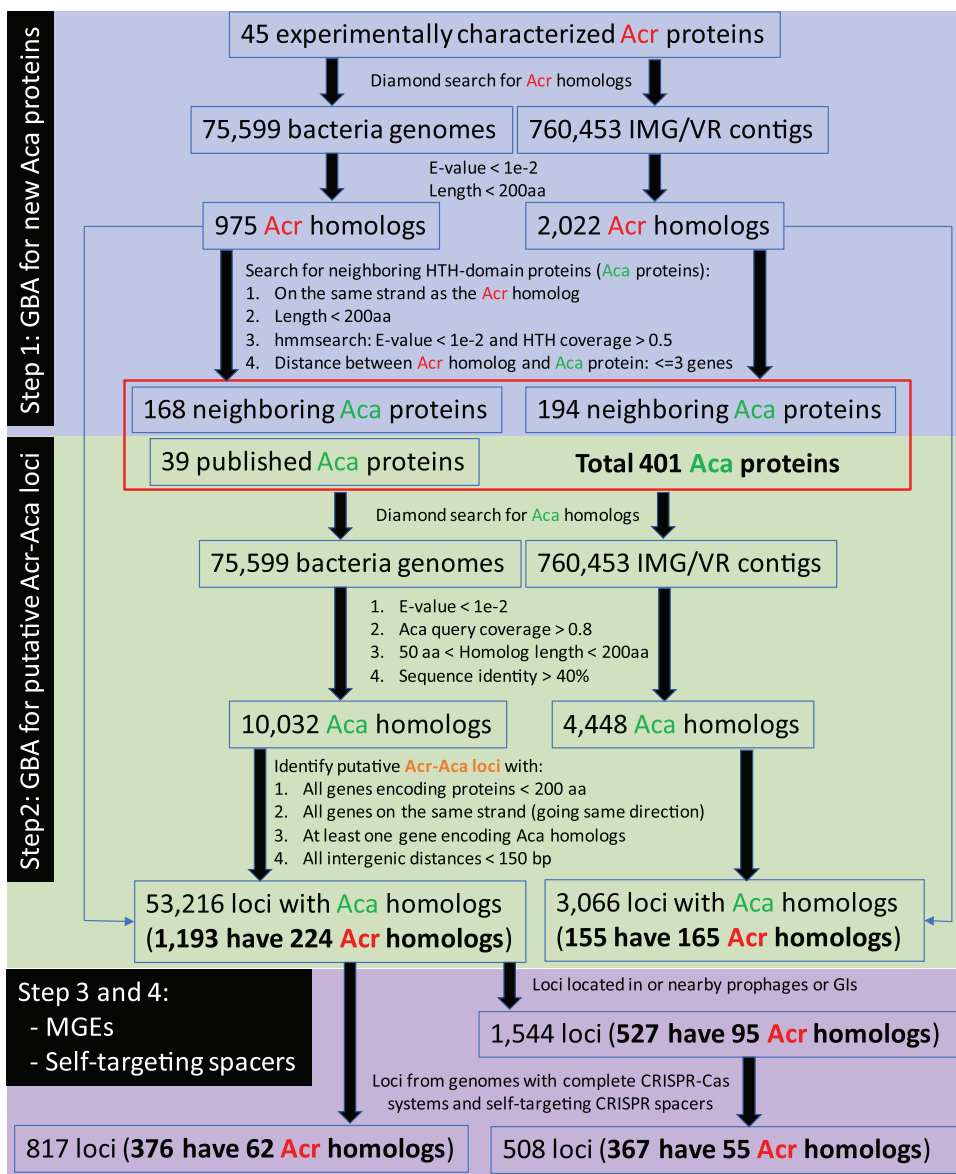 Step 1: GBA for new Aca proteins
45 experimentally characterized Acr proteins
Diamond search for Acr homologs
75,599 bacteria genomes
760,453 IMG/VR contigs
E-value < 1e-2
Length < 200aa
975 Acr homologs
2,022 Acr homologs
Search for neighboring HTH-domain proteins (Aca proteins):
1. On the same strand as the Acr homolog
2. Length < 200aa
3. hmmsearch: E-value < 1e-2 and HTH coverage > 0.5
4. Distance between Acr homolog and Aca protein: <=3 genes
168 neighboring Aca proteins
194 neighboring Aca proteins
Step2: GBA for putative Acr-Aca loci
39 published Aca proteins
Total 401 Aca proteins
Diamond search for Aca homologs
75,599 bacteria genomes
760,453 IMG/VR contigs
1. E-value < 1e-2
2. Aca query coverage > 0.8
3. 50 aa < Homolog length < 200aa
4. Sequence identity > 40%
10,032 Aca homologs
4,448 Aca homologs
Identify putative Acr-Aca loci with:
1. All genes encoding proteins < 200 aa
2. All genes on the same strand (going same direction)
3. At least one gene encoding Aca homologs
4. All intergenic distances < 150 bp
53,216 loci with Aca homologs
(1,193 have 224 Acr homologs)
3,066 loci with Aca homologs
(155 have 165 Acr homologs)
Step 3 and 4:
- MGEs
- Self-targeting spacers
Loci located in or nearby prophages or GIs
1,544 loci (527 have 95 Acr homologs)
Loci from genomes with complete CRISPR-Cas
systems and self-targeting CRISPR spacers
817 loci (376 have 62 Acr homologs)
508 loci (367 have 55 Acr homologs)